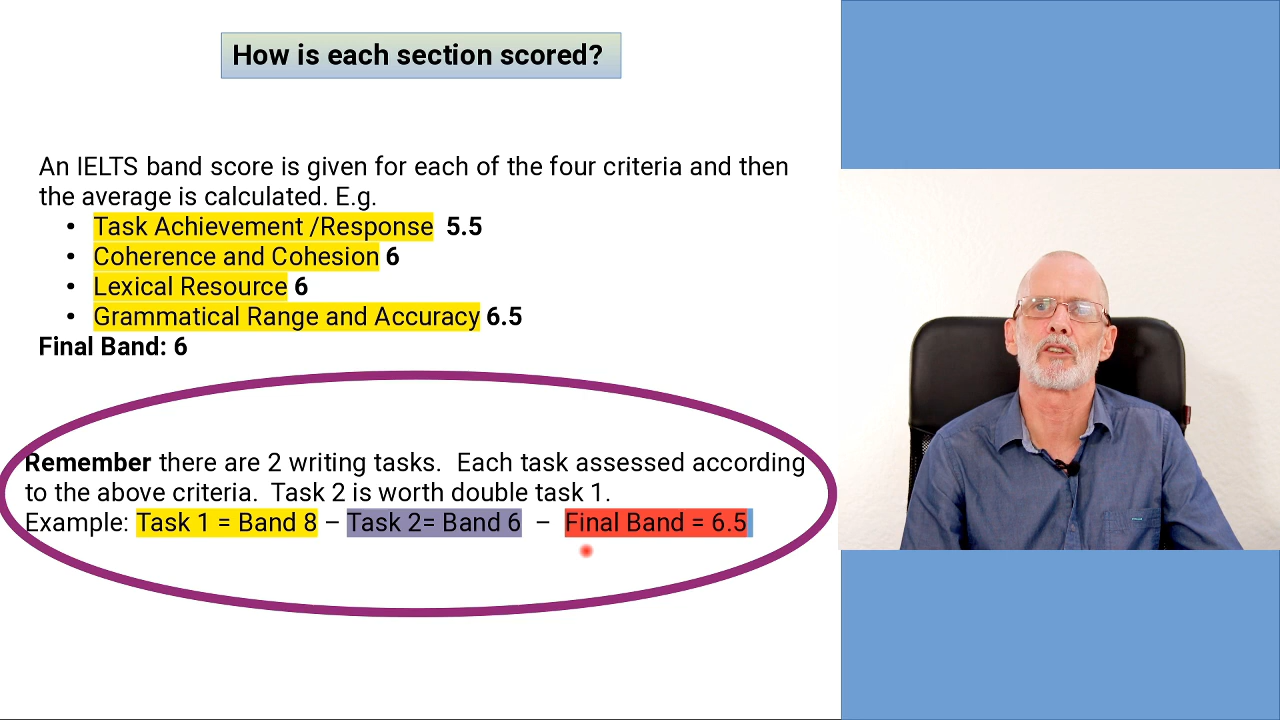 How is each section scored?
An IELTS band score is given for each of the four criteria and then
the average is calculated. E.g.
• Task Achievement /Response 5.5
• Coherence and Cohesion 6
• Lexical Resource 6
• Grammatical Range and Accuracy 6.5
Final Band: 6
Remember there are 2 writing tasks. Each task assessed according
to the above criteria. Task 2 is worth double task 1.
Example: Task 1 = Band 8 – Task 2= Band 6 – Final Band = 6.5